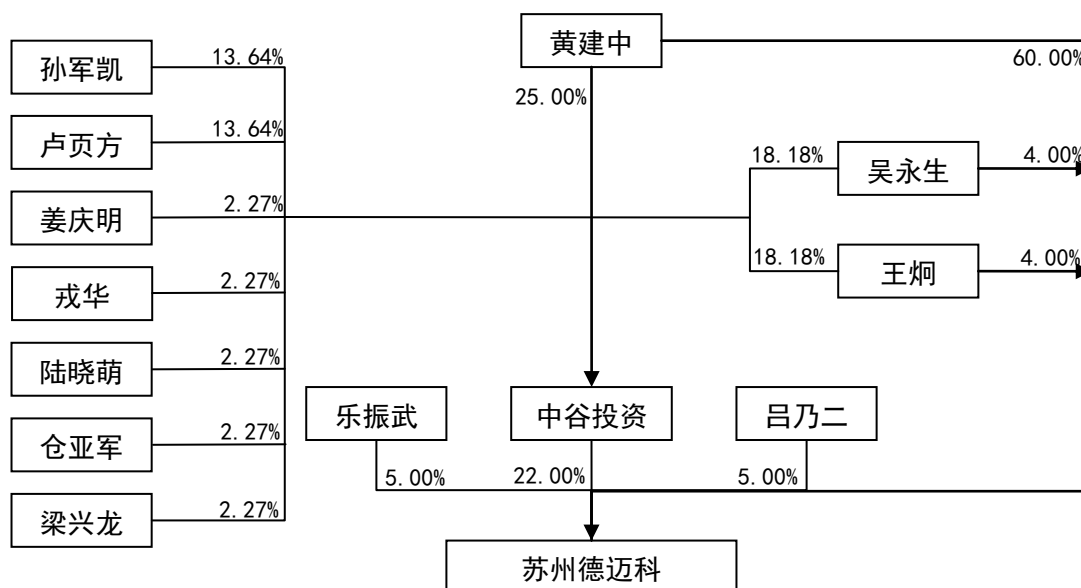 黄建中
60.00%
25.00%
孙军凯
13.64%
卢页方
13.64%
姜庆明
2.27%
戎华
2.27%
陆晓萌
2.27%
仓亚军
2.27%
梁兴龙
2.27%
18.18%
吴永生
4.00%
18.18%
王炯
4.00%
乐振武
中谷投资
吕乃二
5.00%
22.00%
5.00%
苏州德迈科